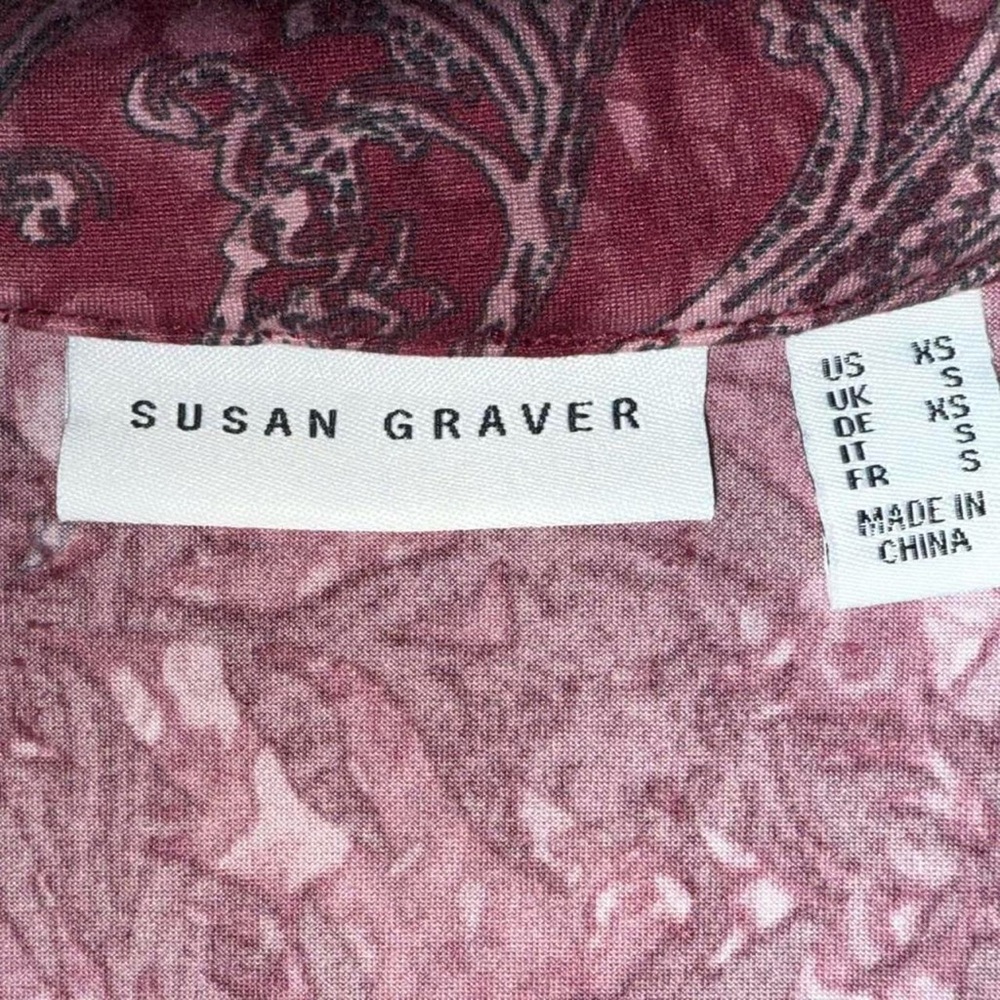 SUSAN GRAVER
US XS
UK S
DE XS
IT S
FR S
MADE IN
CHINA